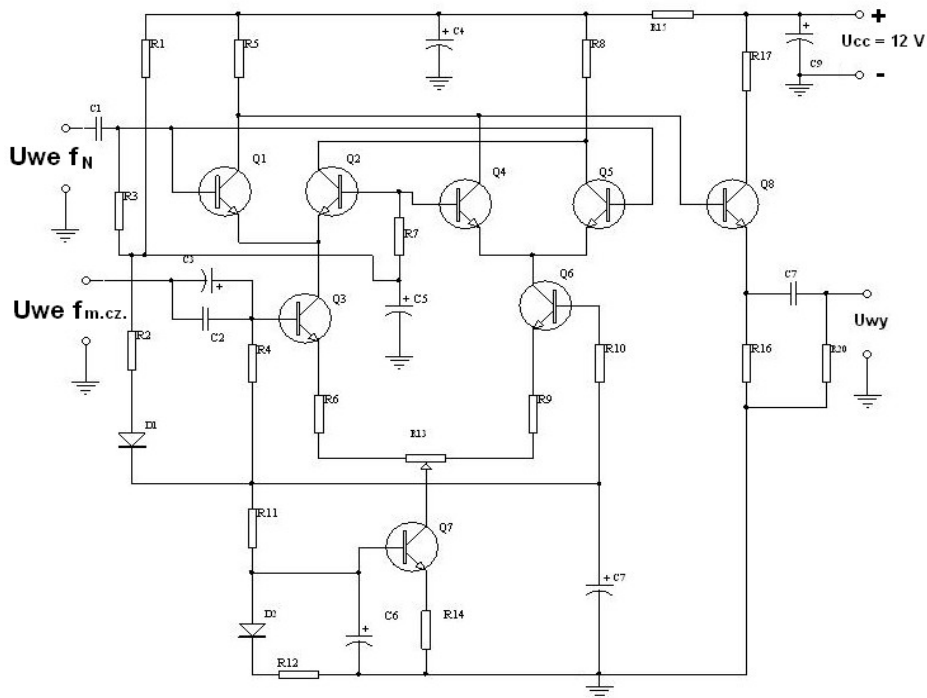 R1
R5
C4
R8
R15
+
Ucc = 12 V
-
R17
C9
C1
Uwe fN
Q1
Q2
Q4
Q5
Q8
R3
R7
C3
C5
Q6
C7
Uwe fm.cz.
Q3
Uwy
R2
C2
R4
R10
R16
R20
R6
R9
D1
R13
R11
Q7
C7
D2
C6
R14
R12
+
+
+
+
+
+